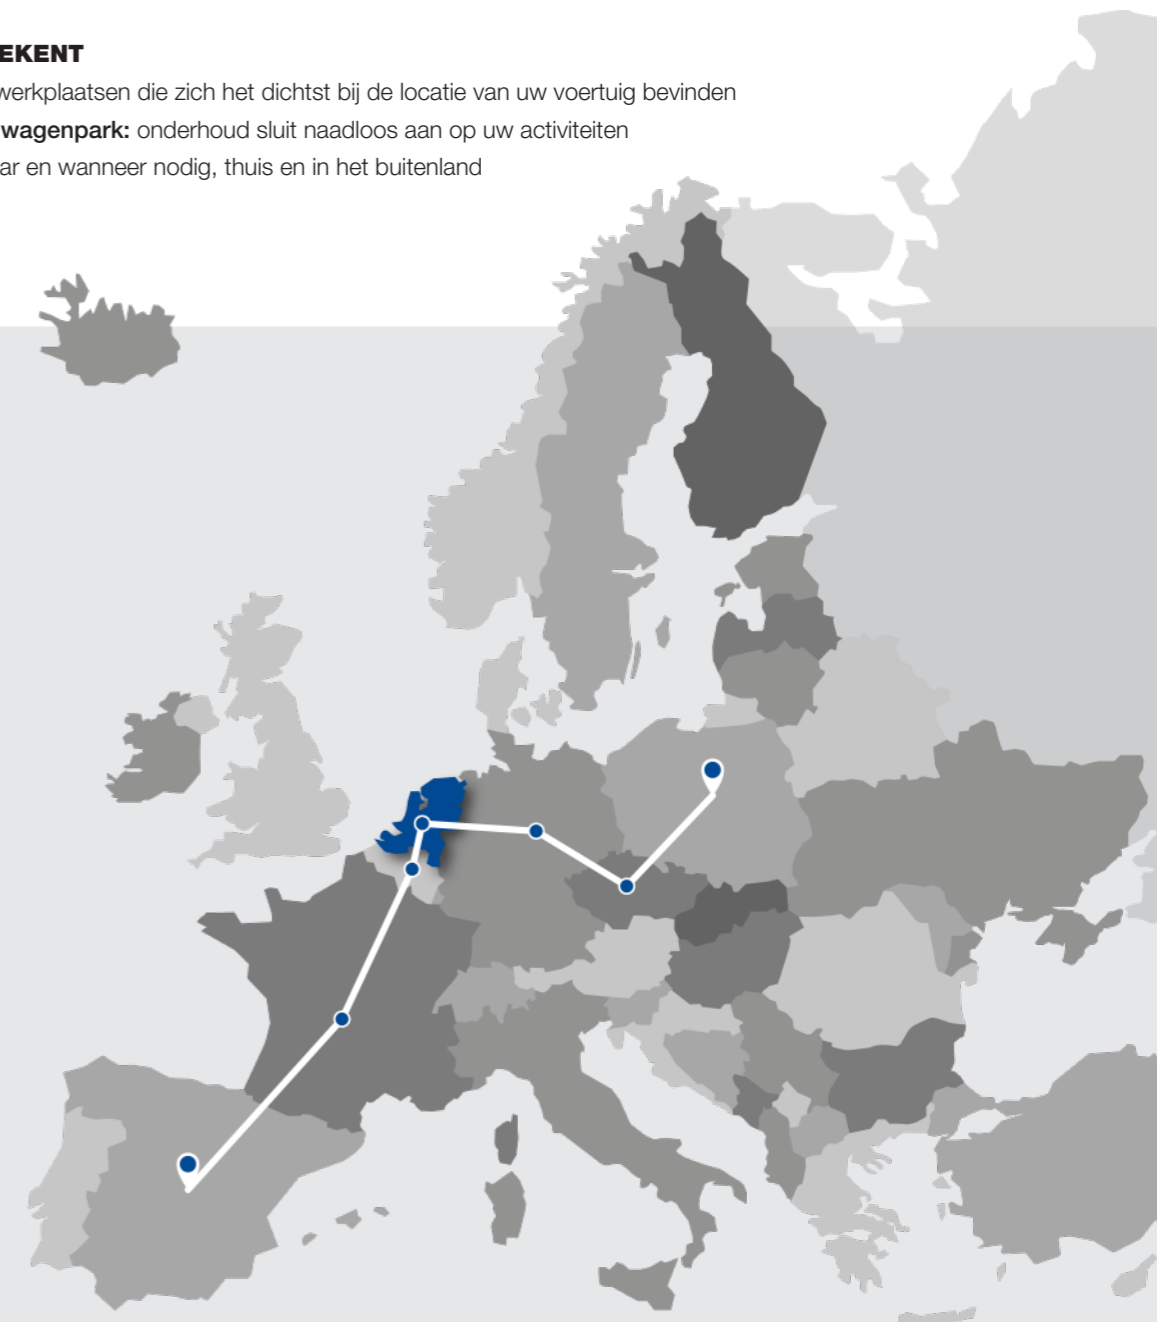 EKENT
werkplaatsen die zich het dichtst bij de locatie van uw voertuig bevinden
wagenpark: onderhoud sluit naadloos aan op uw activiteiten
ar en wanneer nodig, thuis en in het buitenland